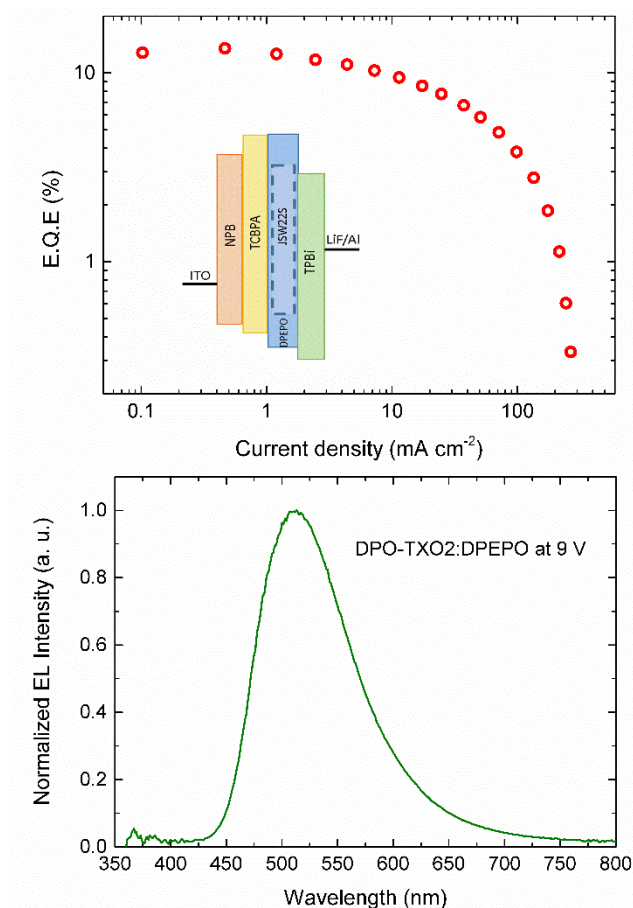 10
1
E.Q.E (%)
ITO
NPB
TCBPA
JSW22S
DPEPO
TPBi
LiF/Al
0.1 1 10 100
Current density (mA cm-2)
DPO-TXO2:DPEPO at 9 V
1.0
0.8
0.6
0.4
0.2
0.0
Normalized EL Intensity (a. u.)
350 400 450 500 550 600 650 700 750 800
Wavelength (nm)